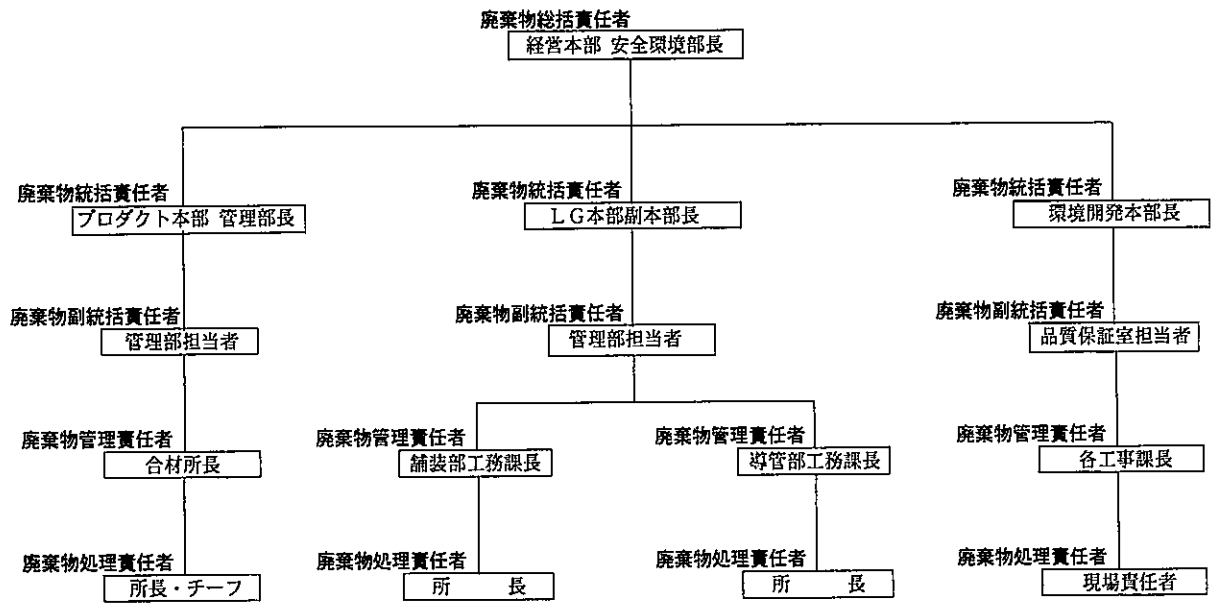 廃棄物総括責任者
経営本部 安全環境部長
廃棄物統括責任者
プロダクト本部 管理部長
廃棄物統括責任者
LG本部副本部長
廃棄物統括責任者
環境開発本部長
廃棄物副統括責任者
管理部担当者
廃棄物副統括責任者
管理部担当者
廃棄物副統括責任者
品質保証室担当者
廃棄物管理責任者
合材所長
廃棄物管理責任者
舗装部工務課長
廃棄物管理責任者
導管部工務課長
廃棄物管理責任者
各工事課長
廃棄物処理責任者
所長・チーフ
廃棄物処理責任者
所　　長
廃棄物処理責任者
所　　長
廃棄物処理責任者
現場責任者